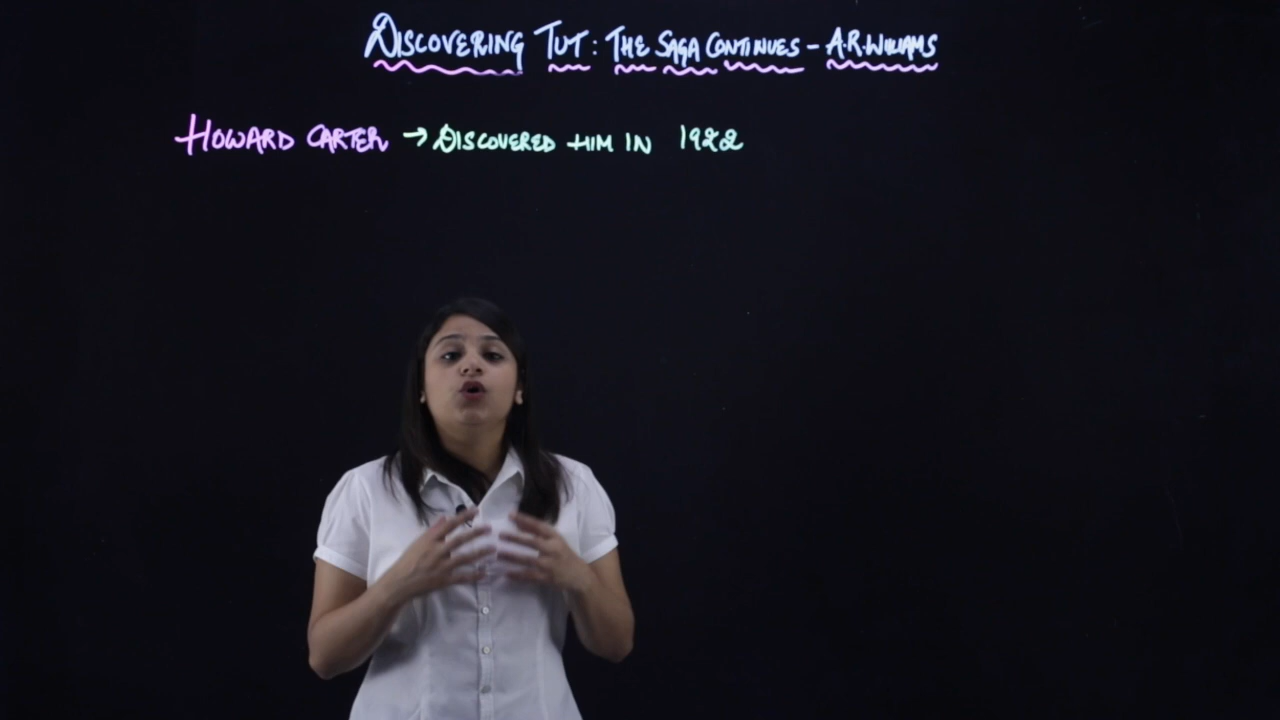 DISCOVERING TUT: THE SAGA CONTINUES - A.R.WILLIAMS
HOWARD CARTER → DISCOVERED HIM IN 1922